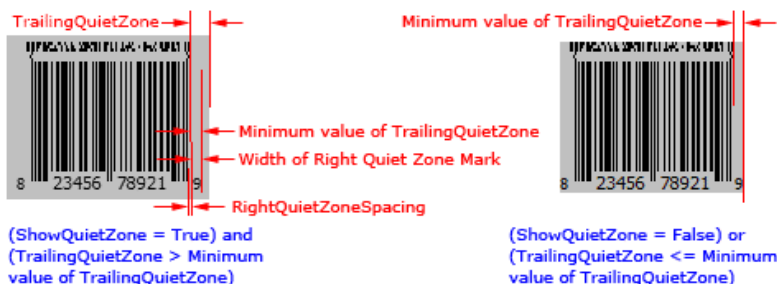 TrailingQuietZone
Minimum value of TrailingQuietZone
Minimum value of TrailingQuietZone
Width of Right Quiet Zone Mark
8 23456 78921 9
8 23456 78921 9
RightQuietZoneSpacing
(ShowQuietZone = True) and
(TrailingQuietZone > Minimum
value of TrailingQuietZone)
(ShowQuietZone = False) or
(TrailingQuietZone <= Minimum
value of TrailingQuietZone)